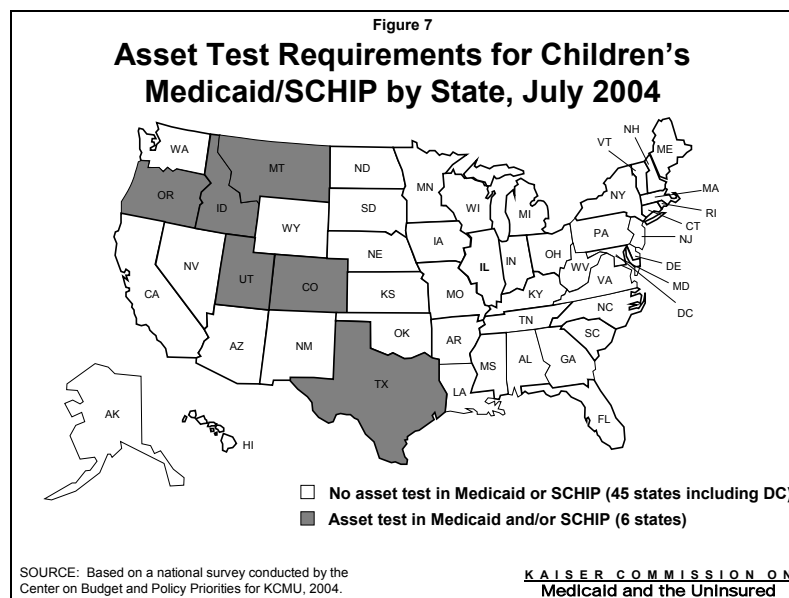 Figure 7
Asset Test Requirements for Children's
Medicaid/SCHIP by State, July 2004
WA
MT
ND
MN
VT
NH
ME
OR
ID
SD
WI
MI
NY
MA
RI
CT
WY
IA
PA
NJ
NE
OH
NV
UT
CO
IL
IN
WV
VA
DE
MD
DC
CA
KS
MO
KY
NC
TN
AZ
NM
OK
AR
SC
MS
AL
GA
TX
LA
FL
AK
HI
No asset test in Medicaid or SCHIP (45 states including DC)
Asset test in Medicaid and/or SCHIP (6 states)
SOURCE: Based on a national survey conducted by the
Center on Budget and Policy Priorities for KCMU, 2004.
KAISER COMMISSION ON
Medicaid and the Uninsured